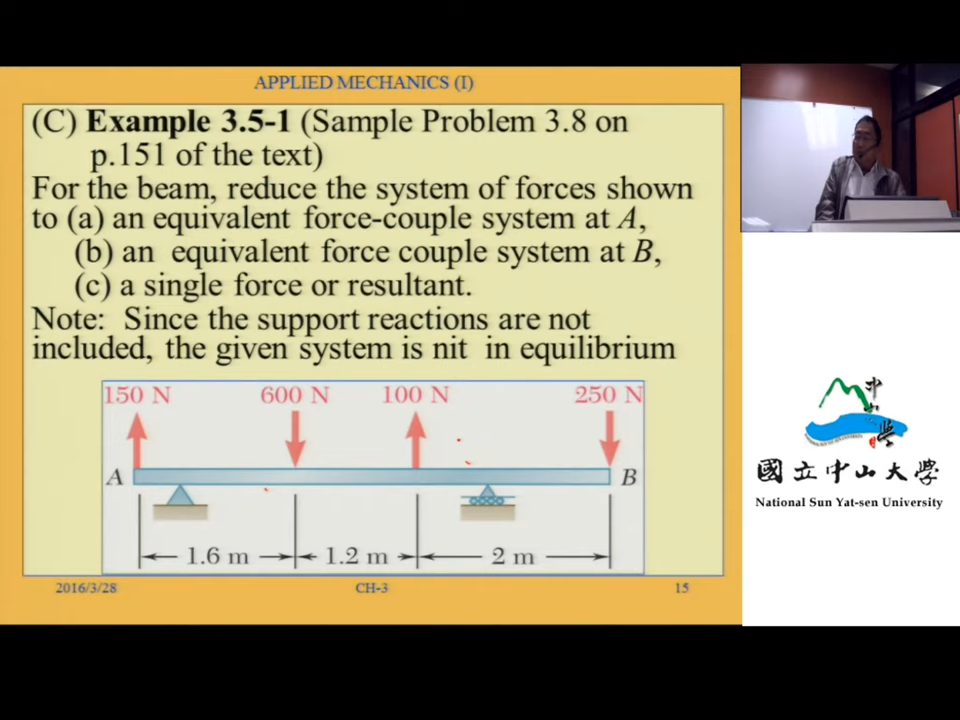 APPLIED MECHANICS (I)
(C) Example 3.5-1 (Sample Problem 3.8 on
p.151 of the text)
For the beam, reduce the system of forces shown
to (a) an equivalent force-couple system at A,
(b) an equivalent force couple system at B,
(c) a single force or resultant.
Note: Since the support reactions are not
included, the given system is nit in equilibrium
150 N 600 N 100 N 250 N
A B
1.6 m 1.2 m 2 m
2016/3/28 CH-3 15
中山大學
國立中山大學
National Sun Yat-sen University